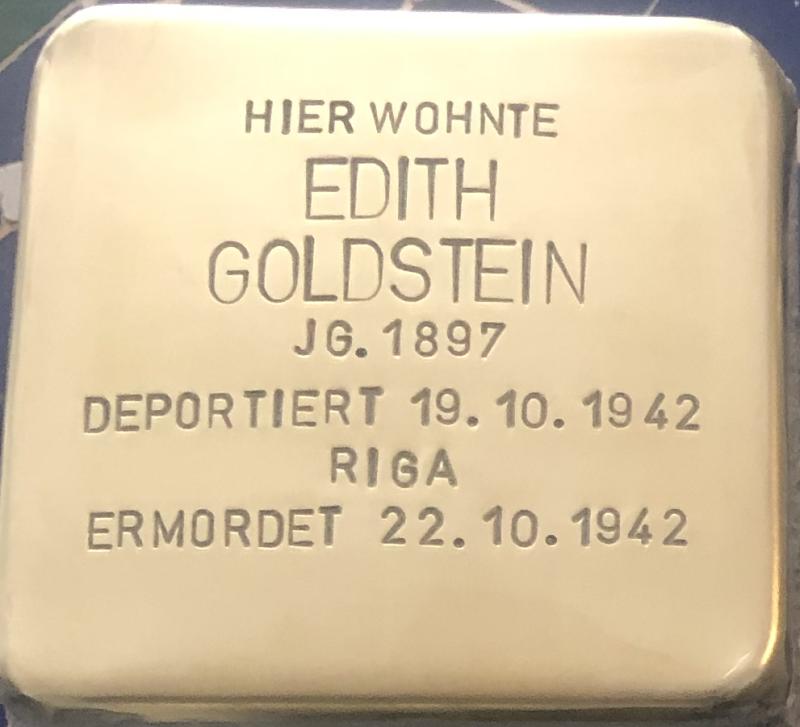 HIER WOHNTE
EDITH
GOLDSTEIN
JG. 1897
DEPORTIERT 19.10.1942
RIGA
ERMORDET 22.10.1942